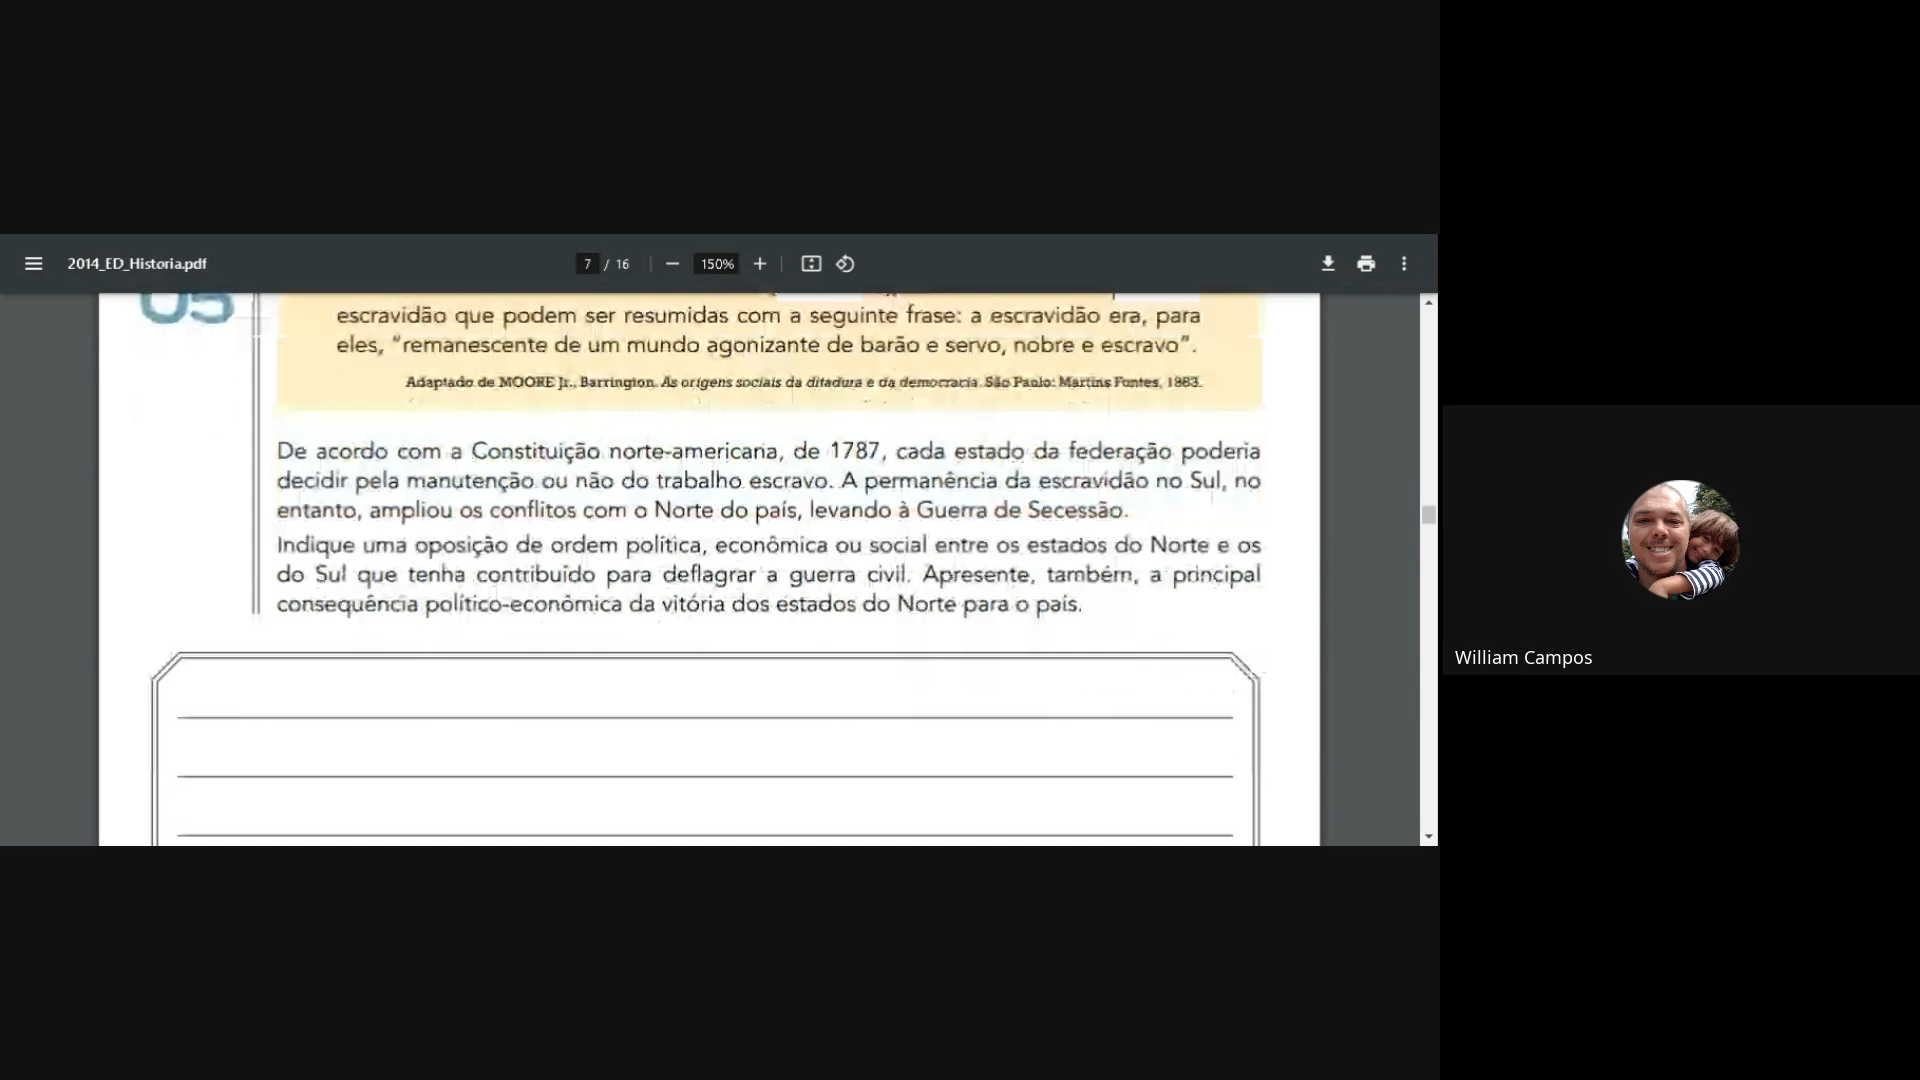 2014_ED_Historia.pdf
7 / 16
150%
05
escravidão que podem ser resumidas com a seguinte frase: a escravidão era, para
eles, “remanescente de um mundo agonizante de barão e servo, nobre e escravo”.
Adaptado de MOORE Jr., Barrington. As origens sociais da ditadura e da democracia. São Paulo: Martins Fontes, 1983.
De acordo com a Constituição norte-americana, de 1787, cada estado da federação poderia
decidir pela manutenção ou não do trabalho escravo. A permanência da escravidão no Sul, no
entanto, ampliou os conflitos com o Norte do país, levando à Guerra de Secessão.
Indique uma oposição de ordem política, econômica ou social entre os estados do Norte e os
do Sul que tenha contribuído para deflagrar a guerra civil. Apresente, também, a principal
consequência político-econômica da vitória dos estados do Norte para o país.
William Campos